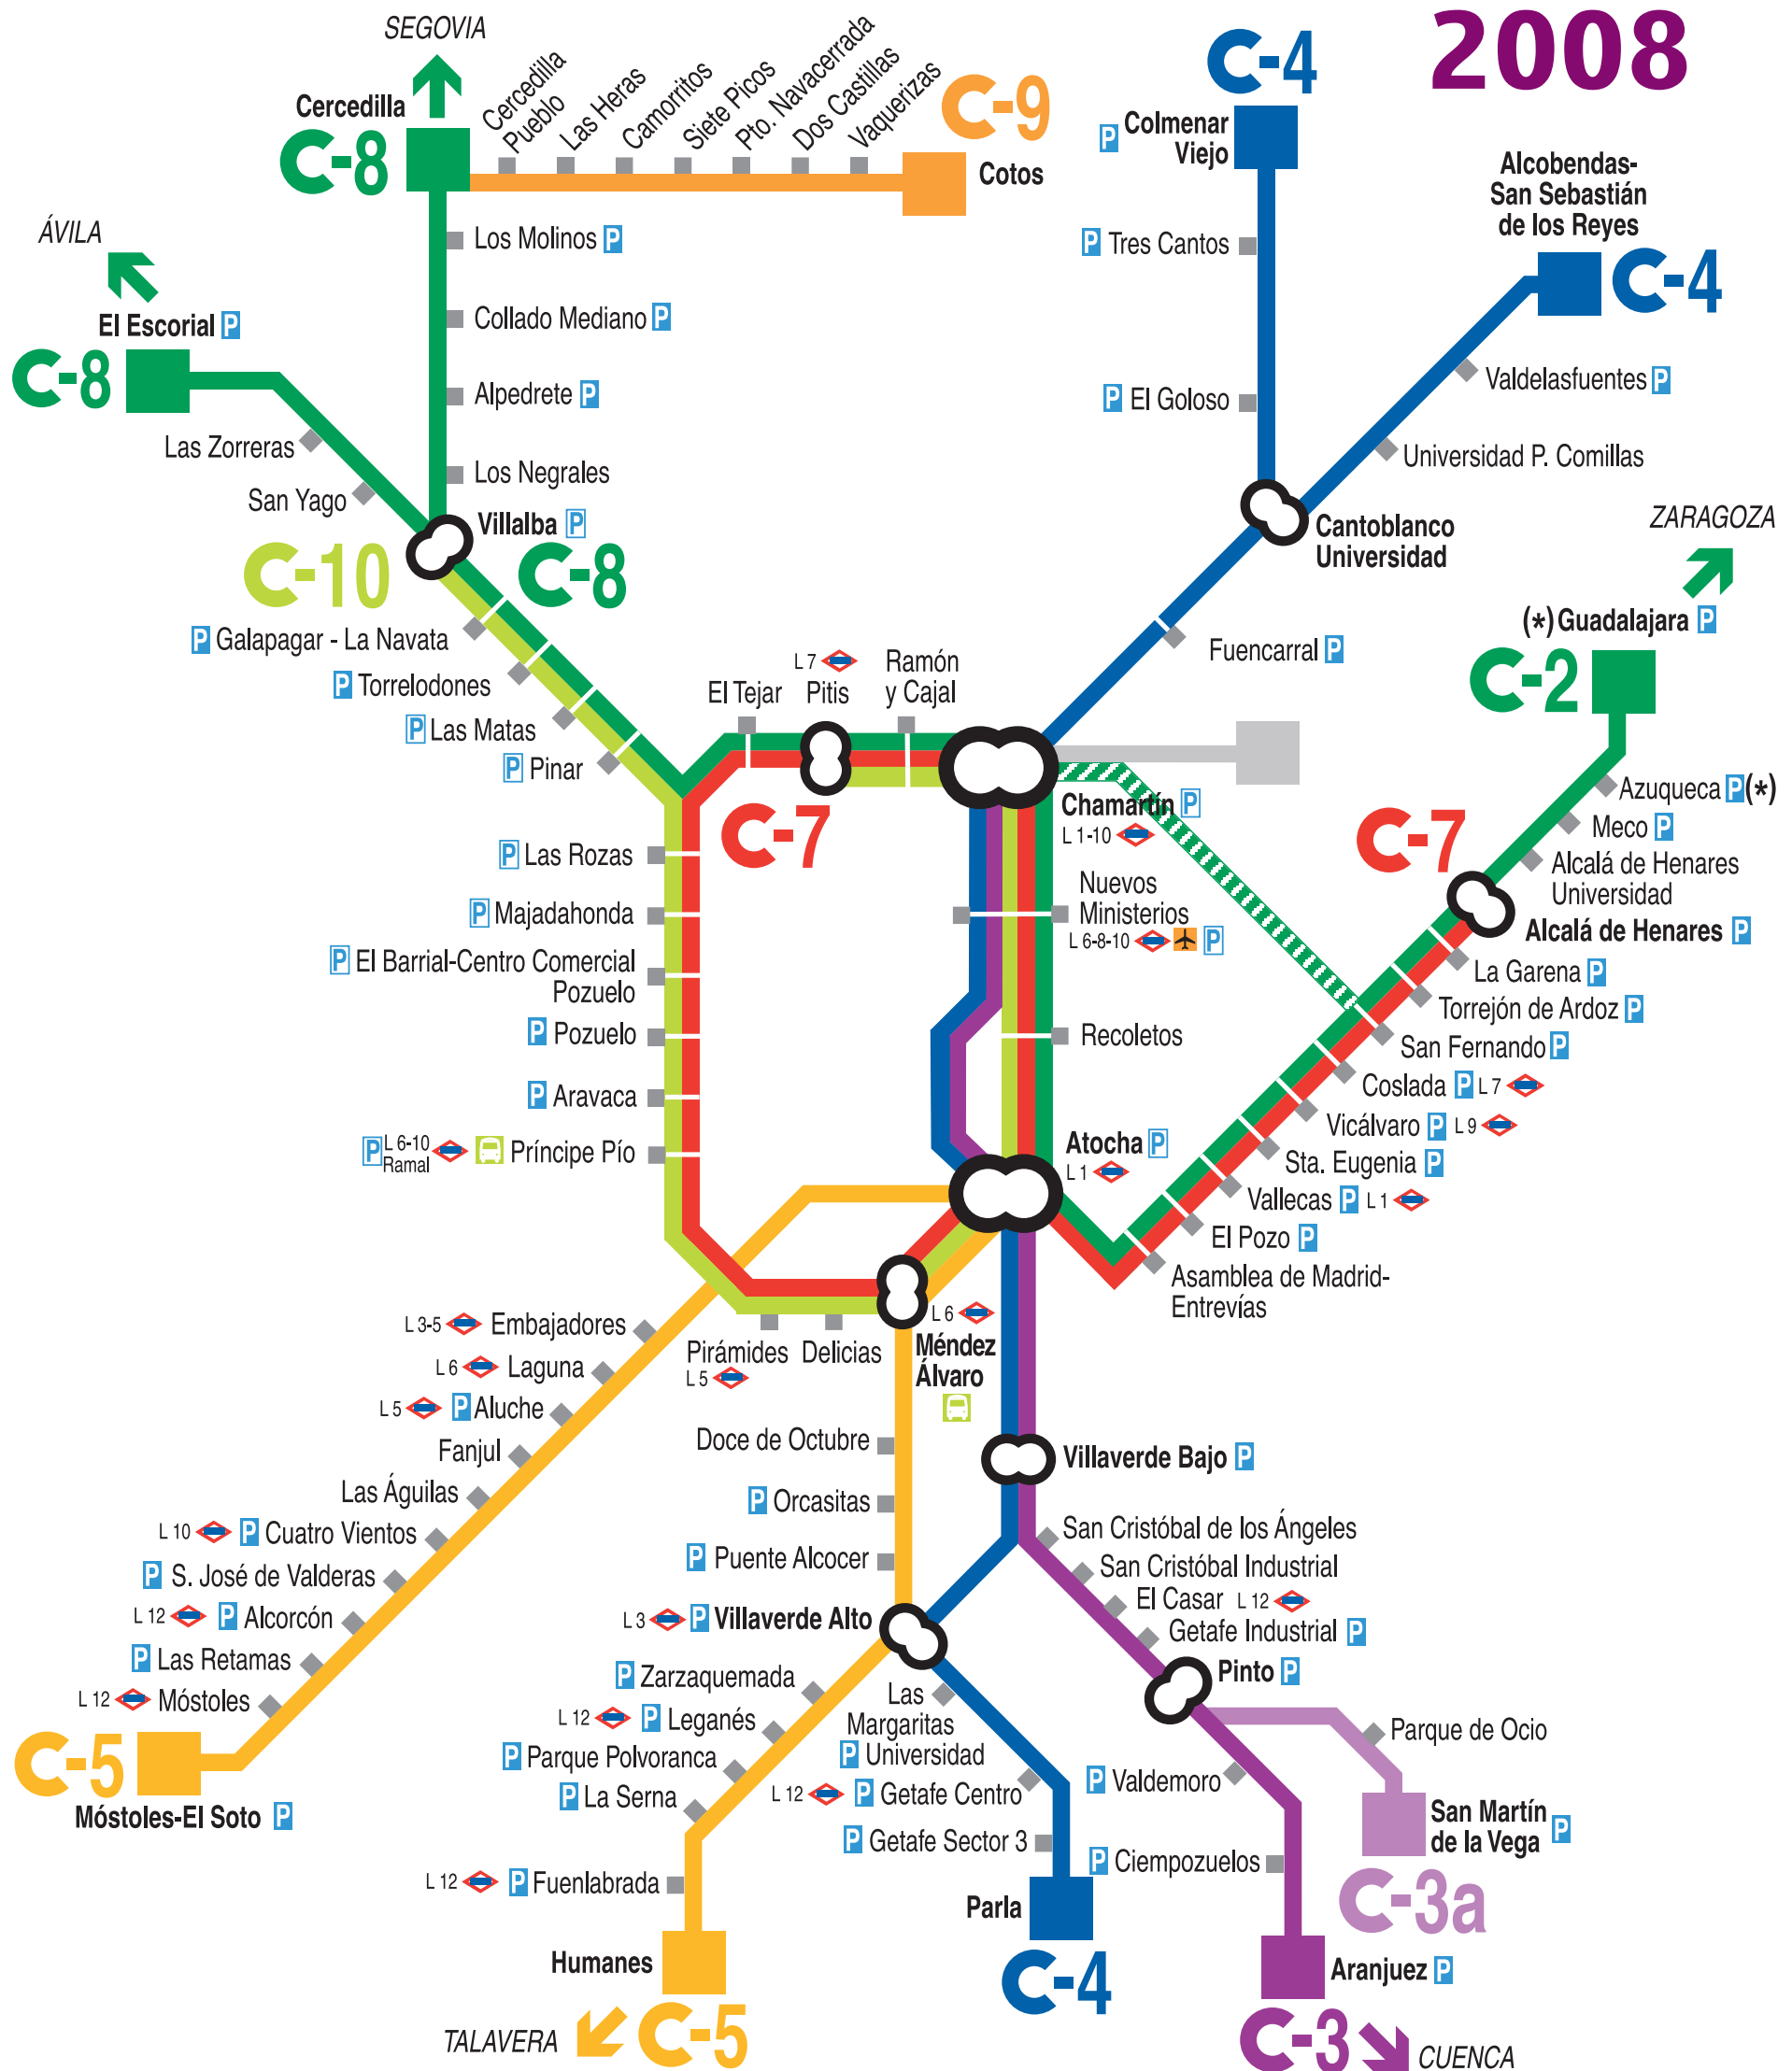 2008
SEGOVIA
Cercedilla
C-8
Cercedilla
Pueblo
Las Heras
Camorritos
Siete Picos
Pto. Navacerrada
Dos Castillas
Vaquerizas
C-9
Cotos
C-4
P Colmenar
Viejo
Alcobendas-
San Sebastián
de los Reyes
C-4
ÁVILA
El Escorial P
C-8
Los Molinos P
Collado Mediano P
Alpedrete P
Los Negrales
Las Zorreras
San Yago
Villalba P
C-10
C-8
P Tres Cantos
P El Goloso
Valdelasfuentes P
Universidad P. Comillas
Cantoblanco
Universidad
ZARAGOZA
(*) Guadalajara P
C-2
Fuencarral P
P Galapagar - La Navata
P Torrelodones
P Las Matas
P Pinar
El Tejar
L 7
Pitis
Ramón
y Cajal
C-7
Chamartín P
L 1-10
Azuqueca P (*)
Meco P
Alcalá de Henares
Universidad
C-7
Alcalá de Henares P
La Garena P
Torrejón de Ardoz P
San Fernando P
Coslada P L 7
Vicálvaro P L 9
Sta. Eugenia P
Vallecas P L 1
El Pozo P
Asamblea de Madrid-
Entrevías
P Las Rozas
P Majadahonda
P El Barrial-Centro Comercial
Pozuelo
P Pozuelo
P Aravaca
P L 6-10
Ramal
Príncipe Pío
Nuevos
Ministerios
L 6-8-10 P
Recoletos
Atocha P
L 1
L 3-5 Embajadores
L 6 Laguna
L 5 P Aluche
Fanjul
Las Águilas
L 10 P Cuatro Vientos
P S. José de Valderas
L 12 P Alcorcón
P Las Retamas
L 12 Móstoles
C-5
Móstoles-El Soto P
Pirámides
L 5
Delicias
L 6
Méndez
Álvaro
Doce de Octubre
P Orcasitas
P Puente Alcocer
L 3 P Villaverde Alto
Villaverde Bajo P
San Cristóbal de los Ángeles
San Cristóbal Industrial
El Casar L 12
Getafe Industrial P
Pinto P
P Zarzaquemada
L 12 P Leganés
P Parque Polvoranca
P La Serna
L 12 P Fuenlabrada
Humanes
C-5
TALAVERA
Las
Margaritas
P Universidad
L 12 P Getafe Centro
P Getafe Sector 3
Parla
C-4
Parque de Ocio
P Valdemoro
San Martín
de la Vega P
C-3a
P Ciempozuelos
Aranjuez P
C-3
CUENCA